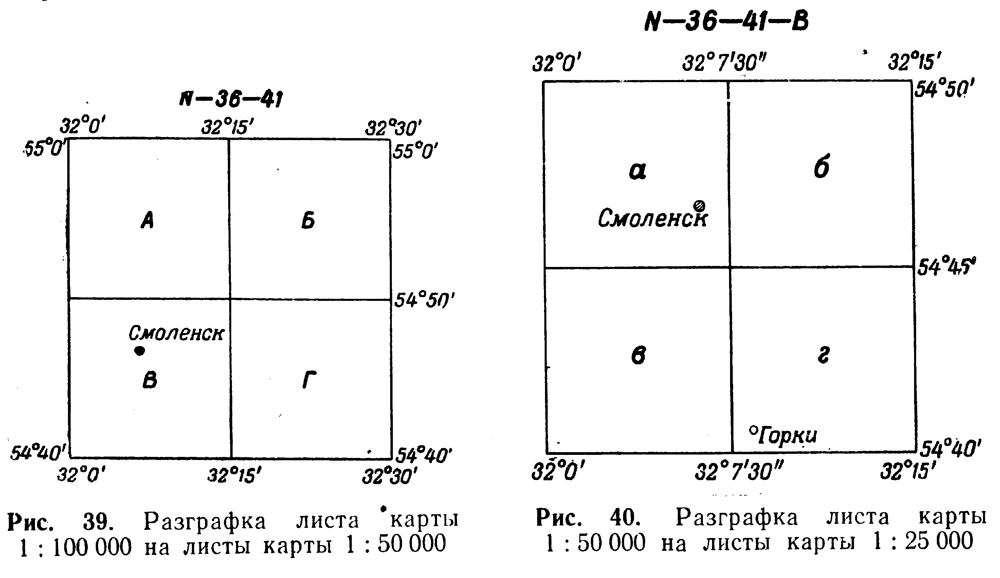 N—36—41
32°0' 32°15' 32°30'
55°0' 55°0'
А Б
54°50'
Смоленск
В Г
54°40' 54°40'
32°0' 32°15' 32°30'
Рис. 39. Разграфка листа карты
1 : 100 000 на листы карты 1 : 50 000
N—36—41—В
32°0' 32°7'30" 32°15'
54°50'
а б
Смоленск
54°45'
в г
Горки
54°40'
32°0' 32°7'30" 32°15'
Рис. 40. Разграфка листа карты
1 : 50 000 на листы карты 1 : 25 000